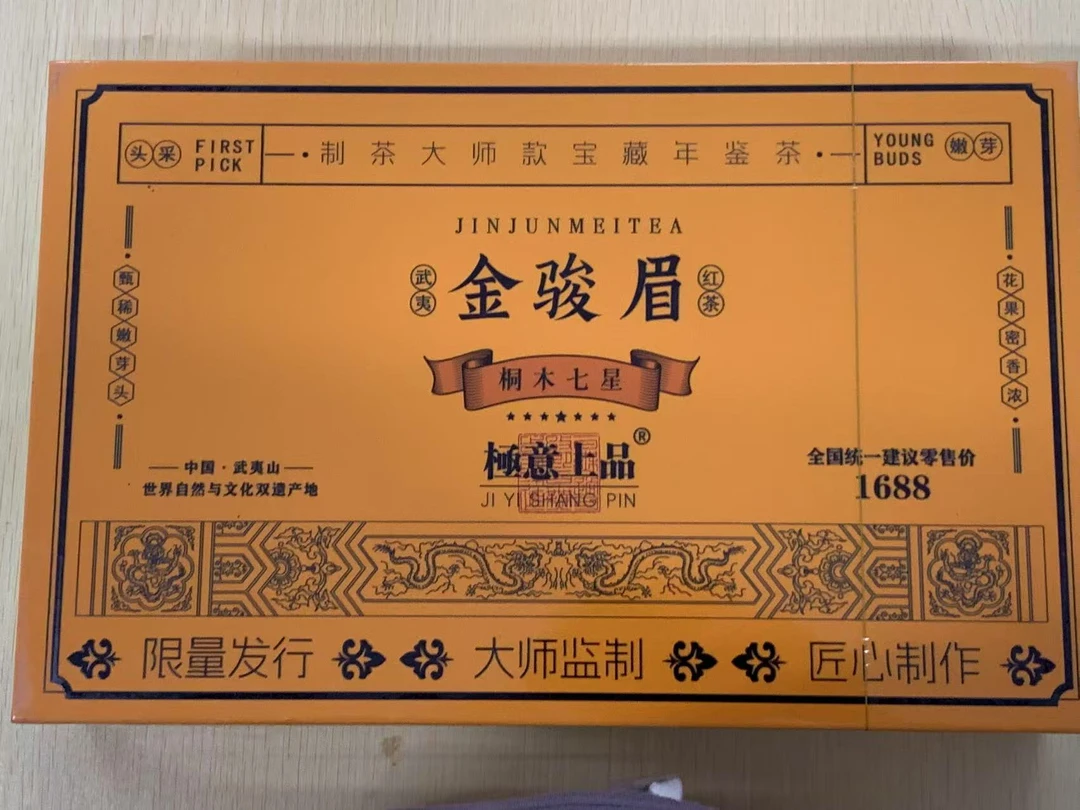 头采 FIRST PICK
制茶大师款宝藏年鉴茶
YOUNG BUDS 嫩芽
JINJUNMEITEA
武夷 金骏眉 红茶
甄稀嫩芽头
花果密香浓
桐木七星
極意上品®
JI YI SHANG PIN
中国·武夷山
世界自然与文化双遗产地
全国统一建议零售价
1688
限量发行 大师监制 匠心制作